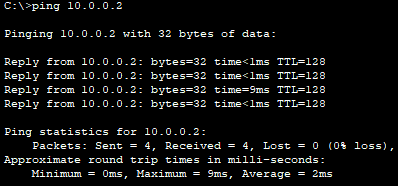 C:\>ping 10.0.0.2
Pinging 10.0.0.2 with 32 bytes of data:
Reply from 10.0.0.2: bytes=32 time<1ms TTL=128
Reply from 10.0.0.2: bytes=32 time<1ms TTL=128
Reply from 10.0.0.2: bytes=32 time=9ms TTL=128
Reply from 10.0.0.2: bytes=32 time<1ms TTL=128
Ping statistics for 10.0.0.2:
Packets: Sent = 4, Received = 4, Lost = 0 (0% loss),
Approximate round trip times in milli-seconds:
Minimum = 0ms, Maximum = 9ms, Average = 2ms